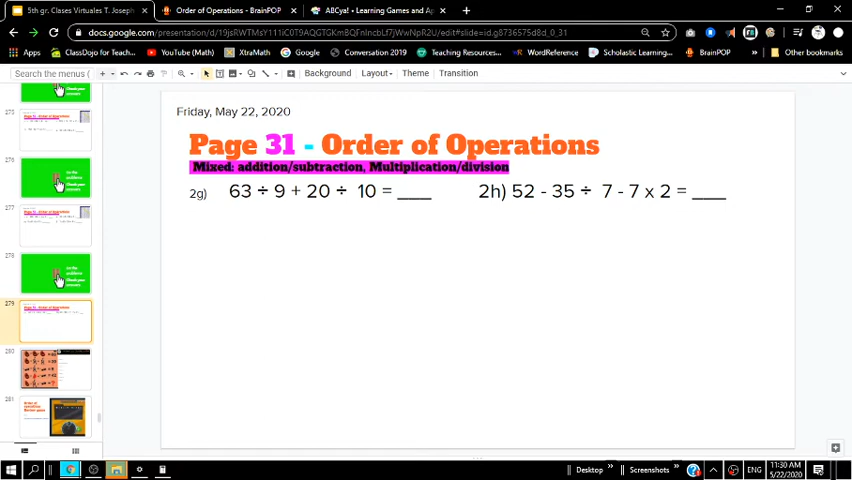 5th gr. Clases Virtuales T. Joseph
Order of Operations - BrainPOP
ABCya! • Learning Games and Ap
docs.google.com/presentation/d/19jsRWTMsY111iC0T9AQGTkmBQFnIncbLf7jWwNpR2U/edit#slide=id.g8736575d8d_0_31
Apps
ClassDojo for Teach...
YouTube (Math)
XtraMath
Google
Conversation 2019
Teaching Resources...
WordReference
Scholastic Learning...
BrainPOP
Other bookmarks
Search the menus (
Background
Layout
Theme
Transition
Friday, May 22, 2020
Page 31 - Order of Operations
Mixed: addition/subtraction, Multiplication/division
2g) 63 ÷ 9 + 20 ÷ 10 = ___
2h) 52 - 35 ÷ 7 - 7 x 2 = ___
275
276
277
278
279
280
281
Desktop
Screenshots
ENG
11:30 AM
5/22/2020